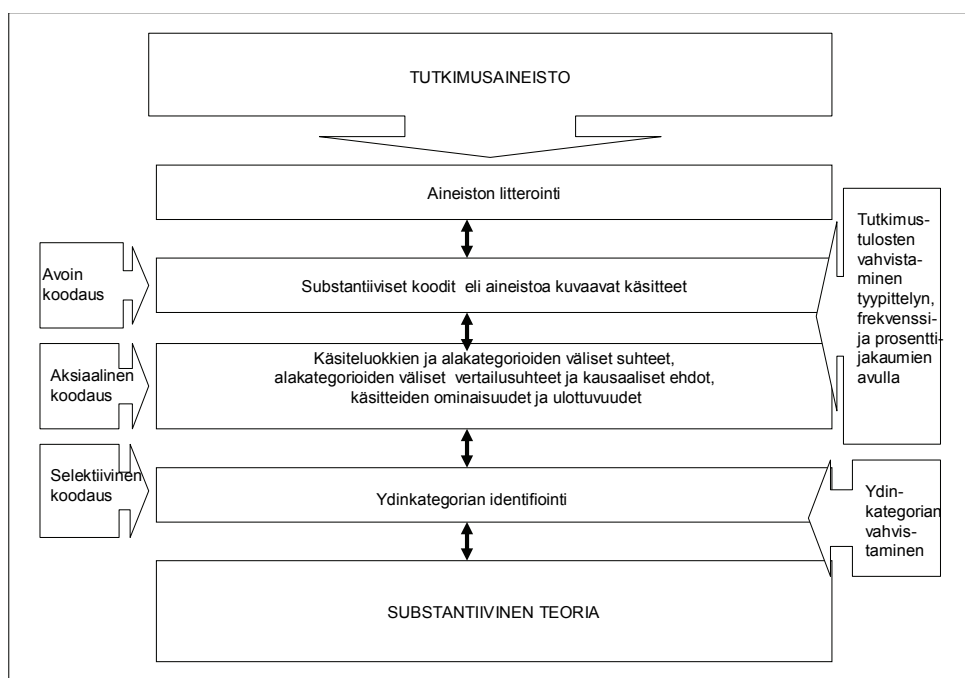 TUTKIMUSAINEISTO
Aineiston litterointi
Avoin
koodaus
Substantiiviset koodit eli aineistoa kuvaavat käsitteet
Tutkimus-
tulosten
vahvista-
minen
tyypittelyn,
frekvenssi-
ja prosentti-
jakaumien
avulla
Aksiaalinen
koodaus
Käsiteluokkien ja alakategorioiden väliset suhteet,
alakategorioiden väliset vertailusuhteet ja kausaaliset ehdot,
käsitteiden ominaisuudet ja ulottuvuudet
Selektiivinen
koodaus
Ydinkategorian identifiointi
Ydin-
kategorian
vahvis-
taminen
SUBSTANTIIVINEN TEORIA